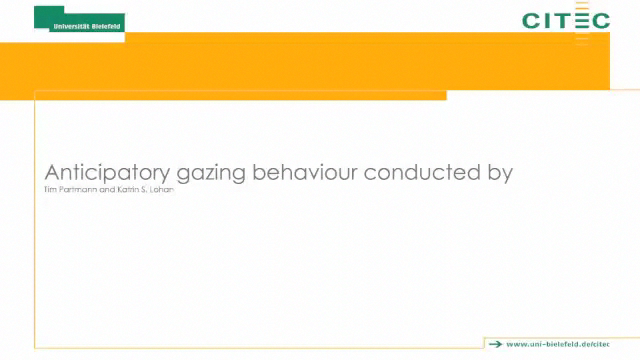 Universität Bielefeld
CITEC
Anticipatory gazing behaviour conducted by
Tim Partmann and Katrin S. Lohan
www.uni-bielefeld.de/citec